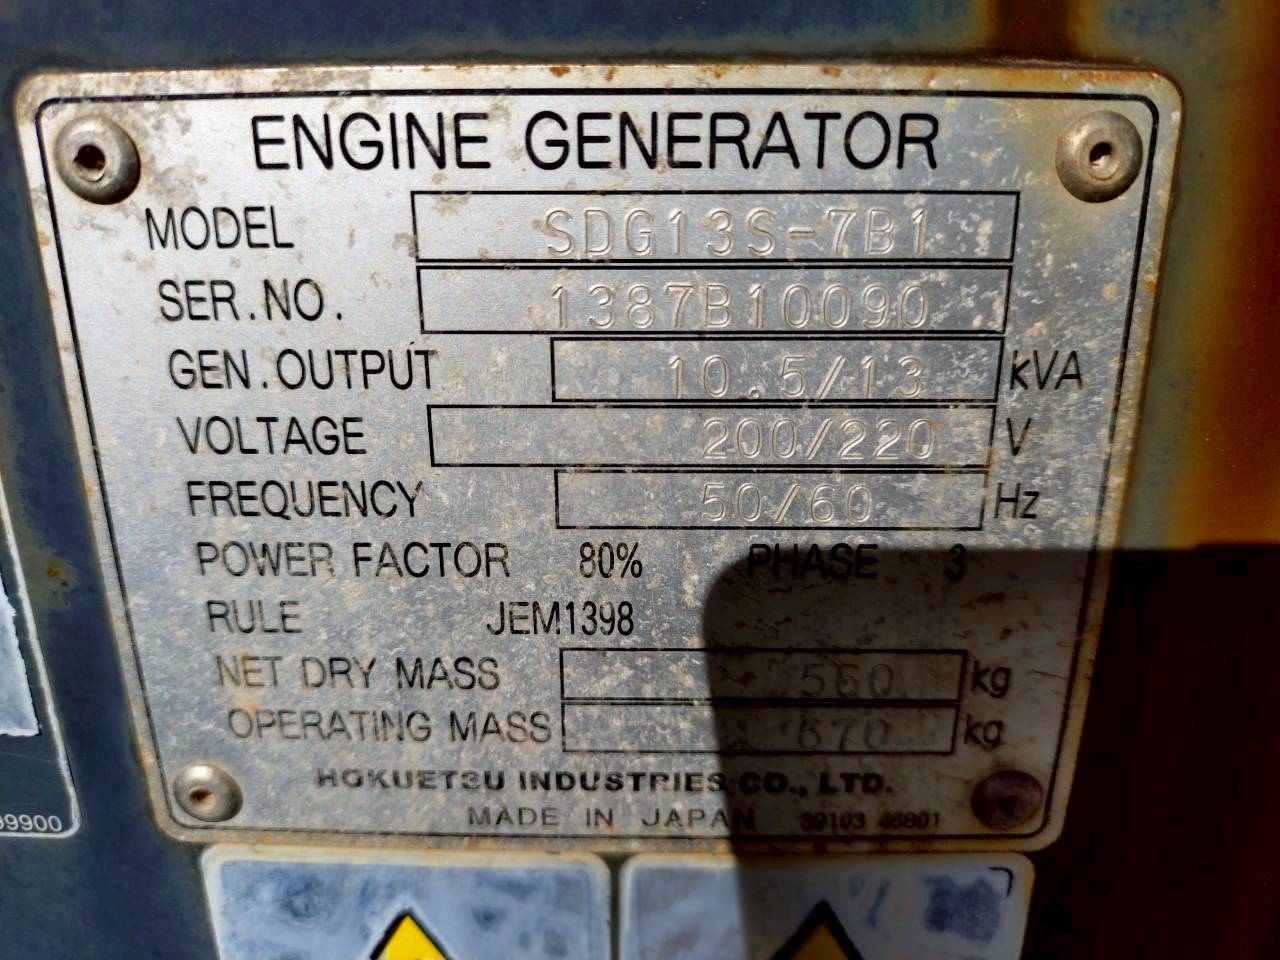 ENGINE GENERATOR
MODEL SDG13S-7B1
SER.NO. 1387B10090
GEN.OUTPUT 10.5/13 kVA
VOLTAGE 200/220 V
FREQUENCY 50/60 Hz
POWER FACTOR 80% PHASE 3
RULE JEM1398
NET DRY MASS 560 kg
OPERATING MASS 670 kg
HOKUETSU INDUSTRIES CO., LTD.
MADE IN JAPAN 39103 46801